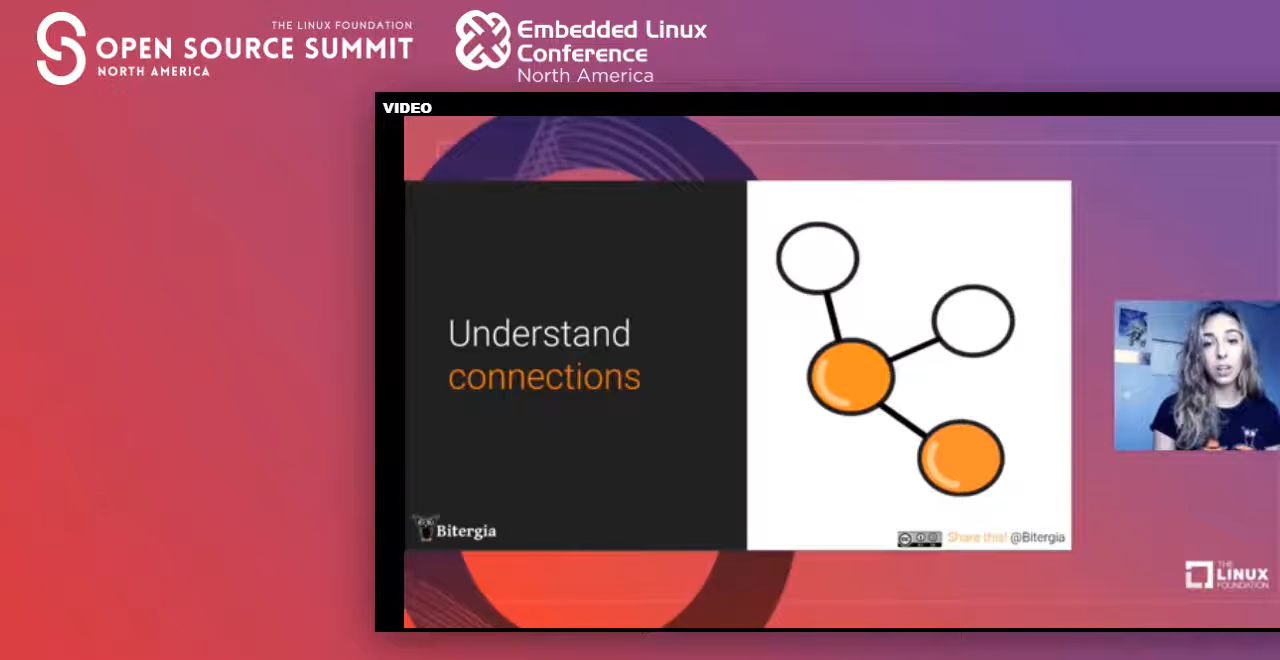 THE LINUX FOUNDATION
OPEN SOURCE SUMMIT
NORTH AMERICA
Embedded Linux
Conference
North America
VIDEO
Understand
connections
Bitergia
Share this! @Bitergia
THE
LINUX
FOUNDATION